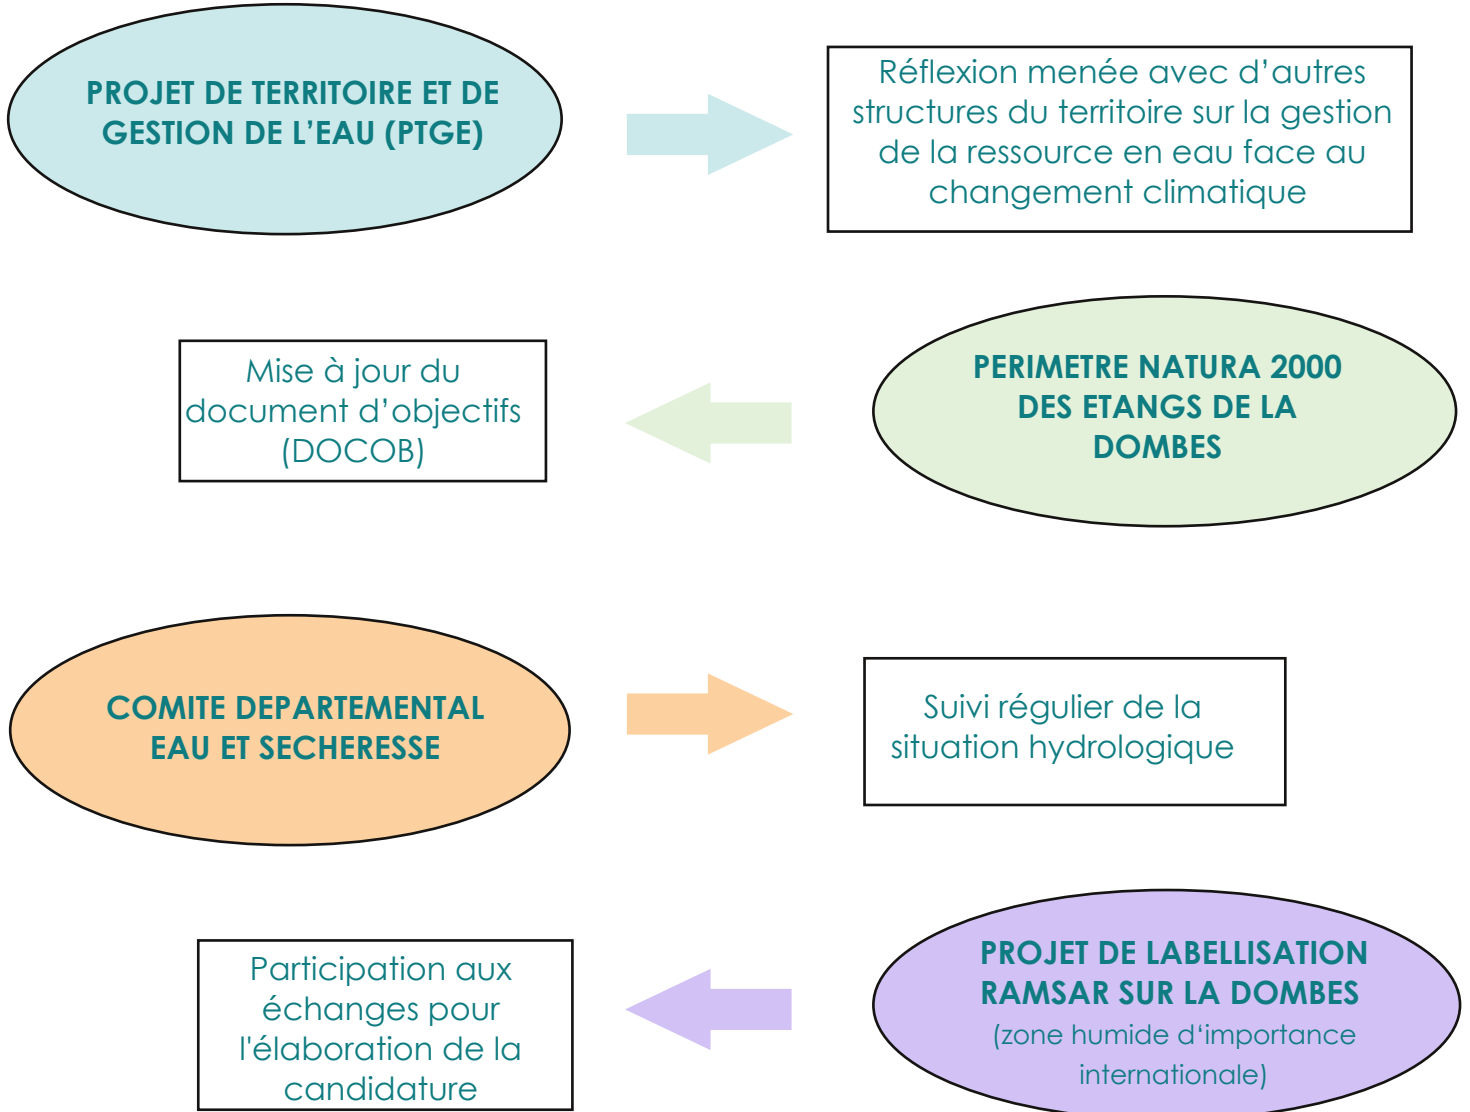 PROJET DE TERRITOIRE ET DE
GESTION DE L’EAU (PTGE)
Réflexion menée avec d’autres
structures du territoire sur la gestion
de la ressource en eau face au
changement climatique
Mise à jour du
document d’objectifs
(DOCOB)
PERIMETRE NATURA 2000
DES ETANGS DE LA
DOMBES
COMITE DEPARTEMENTAL
EAU ET SECHERESSE
Suivi régulier de la
situation hydrologique
Participation aux
échanges pour
l'élaboration de la
candidature
PROJET DE LABELLISATION
RAMSAR SUR LA DOMBES
(zone humide d‘importance
internationale)